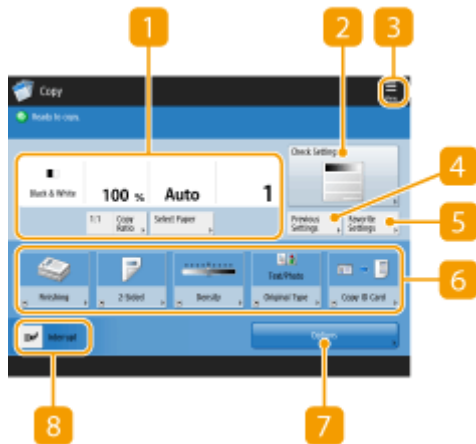 1
2
3
Copy
Ready to copy.
Check Setting
Black & White
100 %
Auto
1
1:1 Copy Ratio
Select Paper
Previous Settings
Favorite Settings
4
5
Text/Photo
Finishing
2-Sided
Density
Original Type
Copy ID Card
6
Interrupt
Options
8
7